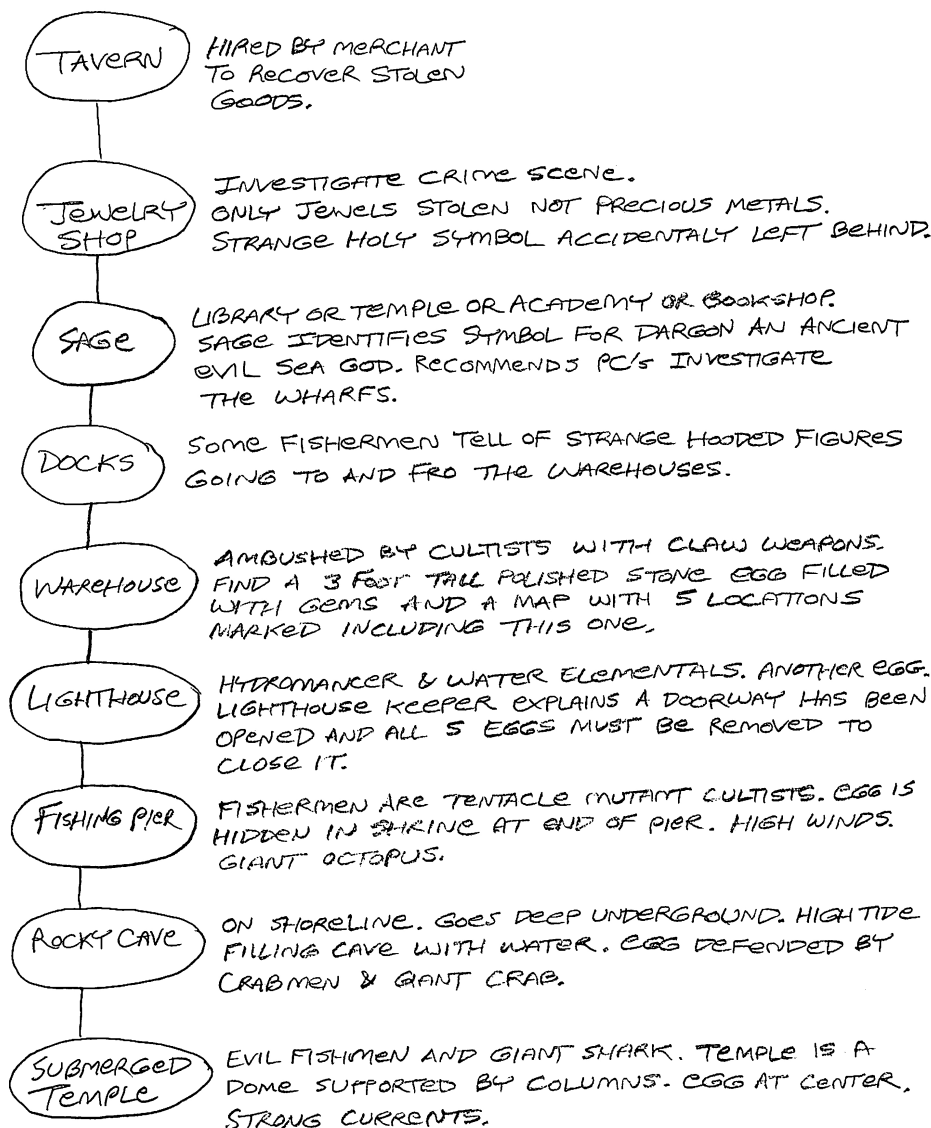 TAVERN
HIRED BY MERCHANT
TO RECOVER STOLEN
GOODS.
JEWELRY
SHOP
INVESTIGATE CRIME SCENE.
ONLY JEWELS STOLEN NOT PRECIOUS METALS.
STRANGE HOLY SYMBOL ACCIDENTALY LEFT BEHIND.
SAGE
LIBRARY OR TEMPLE OR ACADEMY OR BOOKSHOP.
SAGE IDENTIFIES SYMBOL FOR DARGON AN ANCIENT
EVIL SEA GOD. RECOMMENDS PC'S INVESTIGATE
THE WHARFS.
DOCKS
SOME FISHERMEN TELL OF STRANGE HOODED FIGURES
GOING TO AND FRO THE WAREHOUSES.
WAREHOUSE
AMBUSHED BY CULTISTS WITH CLAW WEAPONS.
FIND A 3 FOOT TALL POLISHED STONE EGG FILLED
WITH GEMS AND A MAP WITH 5 LOCATIONS
MARKED INCLUDING THIS ONE.
LIGHTHOUSE
HYDROMANCER & WATER ELEMENTALS. ANOTHER EGG.
LIGHTHOUSE KEEPER EXPLAINS A DOORWAY HAS BEEN
OPENED AND ALL 5 EGGS MUST BE REMOVED TO
CLOSE IT.
FISHING PIER
FISHERMEN ARE TENTACLE MUTANT CULTISTS. EGG IS
HIDDEN IN SHRINE AT END OF PIER. HIGH WINDS.
GIANT OCTOPUS.
ROCKY CAVE
ON SHORELINE. GOES DEEP UNDERGROUND. HIGH TIDE
FILLING CAVE WITH WATER. EGG DEFENDED BY
CRABMEN & GIANT CRAB.
SUBMERGED
TEMPLE
EVIL FISHMEN AND GIANT SHARK. TEMPLE IS A
DOME SUPPORTED BY COLUMNS. EGG AT CENTER.
STRONG CURRENTS.